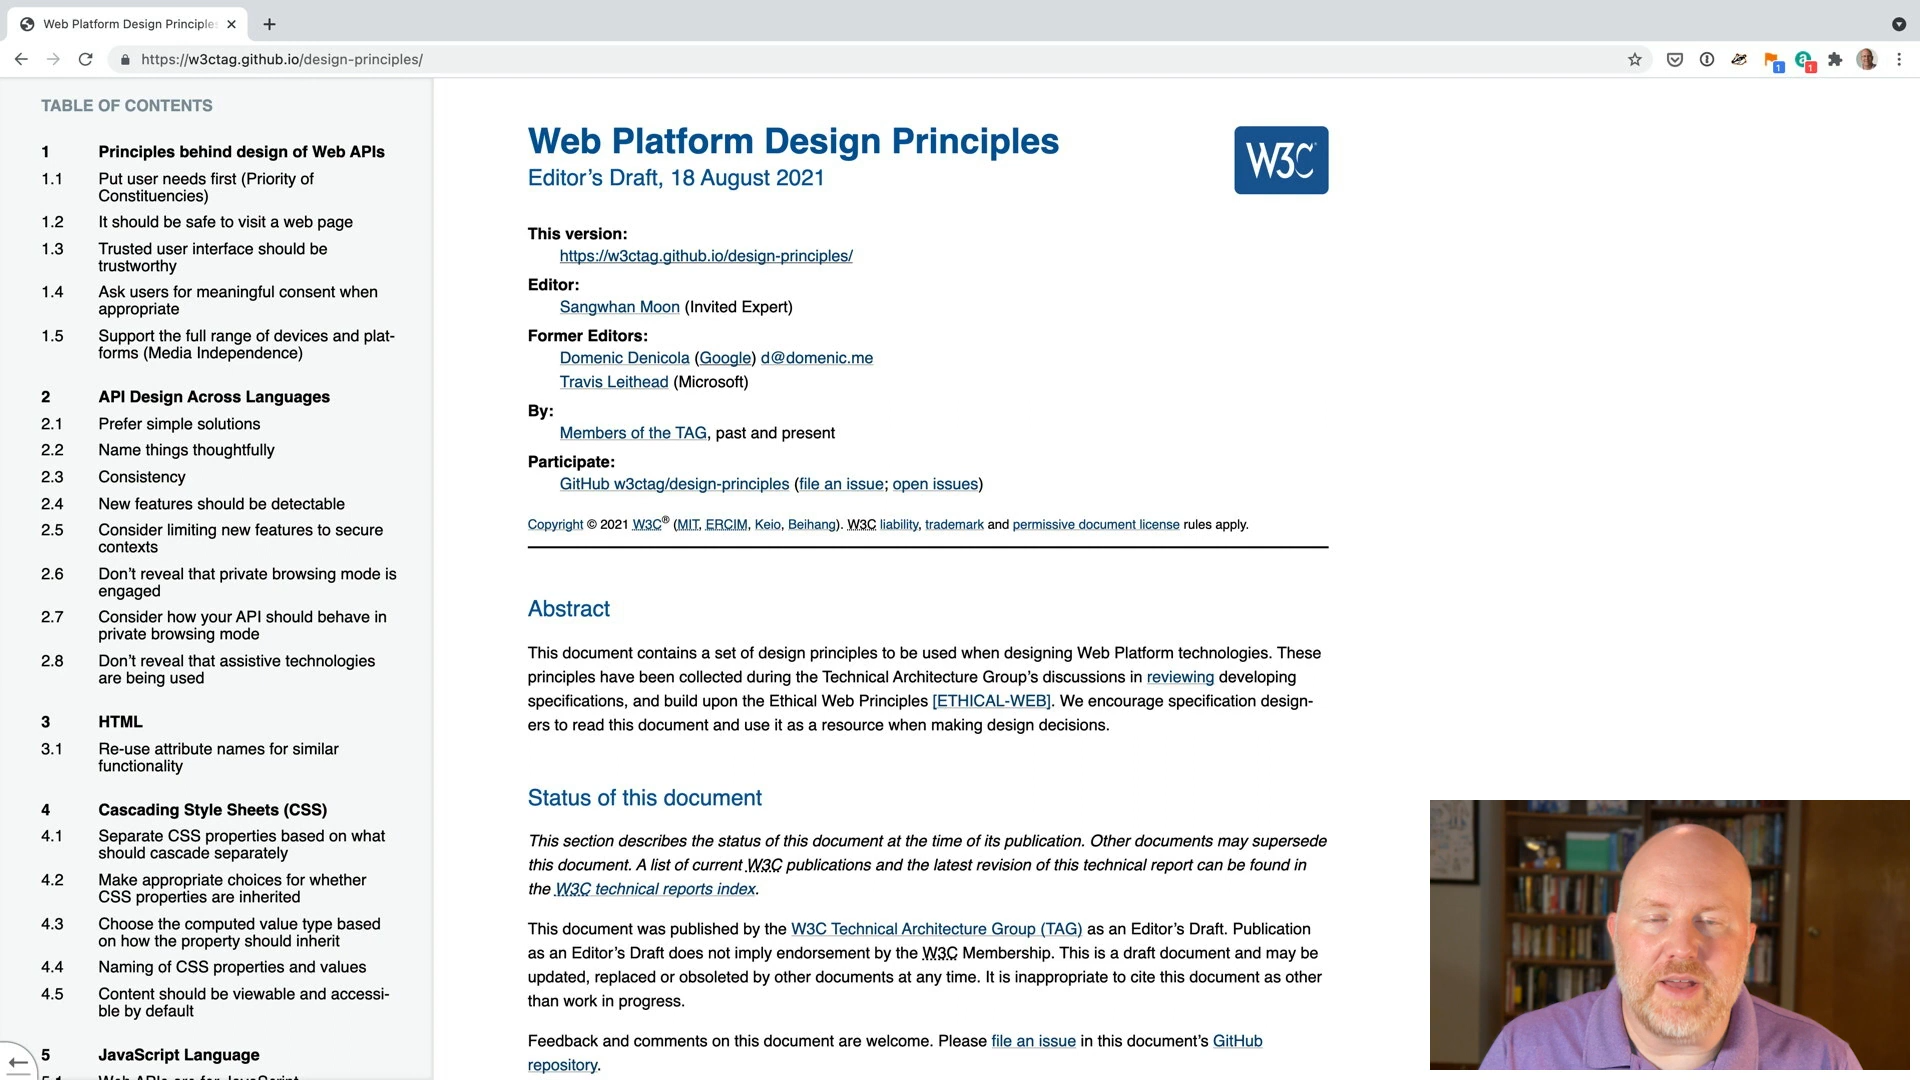 Web Platform Design Principle
https://w3ctag.github.io/design-principles/
1
1
TABLE OF CONTENTS
1 Principles behind design of Web APIs
1.1 Put user needs first (Priority of
Constituencies)
1.2 It should be safe to visit a web page
1.3 Trusted user interface should be
trustworthy
1.4 Ask users for meaningful consent when
appropriate
1.5 Support the full range of devices and plat-
forms (Media Independence)
2 API Design Across Languages
2.1 Prefer simple solutions
2.2 Name things thoughtfully
2.3 Consistency
2.4 New features should be detectable
2.5 Consider limiting new features to secure
contexts
2.6 Don’t reveal that private browsing mode is
engaged
2.7 Consider how your API should behave in
private browsing mode
2.8 Don’t reveal that assistive technologies
are being used
3 HTML
3.1 Re-use attribute names for similar
functionality
4 Cascading Style Sheets (CSS)
4.1 Separate CSS properties based on what
should cascade separately
4.2 Make appropriate choices for whether
CSS properties are inherited
4.3 Choose the computed value type based
on how the property should inherit
4.4 Naming of CSS properties and values
4.5 Content should be viewable and accessi-
ble by default
5 JavaScript Language
5.1 Web APIs are for JavaScript
Web Platform Design Principles
Editor’s Draft, 18 August 2021
W3C®
This version:
https://w3ctag.github.io/design-principles/
Editor:
Sangwhan Moon (Invited Expert)
Former Editors:
Domenic Denicola (Google) d@domenic.me
Travis Leithead (Microsoft)
By:
Members of the TAG, past and present
Participate:
GitHub w3ctag/design-principles (file an issue; open issues)
Copyright © 2021 W3C® (MIT, ERCIM, Keio, Beihang). W3C liability, trademark and permissive document license rules apply.
Abstract
This document contains a set of design principles to be used when designing Web Platform technologies. These
principles have been collected during the Technical Architecture Group’s discussions in reviewing developing
specifications, and build upon the Ethical Web Principles [ETHICAL-WEB]. We encourage specification design-
ers to read this document and use it as a resource when making design decisions.
Status of this document
This section describes the status of this document at the time of its publication. Other documents may supersede
this document. A list of current W3C publications and the latest revision of this technical report can be found in
the W3C technical reports index.
This document was published by the W3C Technical Architecture Group (TAG) as an Editor’s Draft. Publication
as an Editor’s Draft does not imply endorsement by the W3C Membership. This is a draft document and may be
updated, replaced or obsoleted by other documents at any time. It is inappropriate to cite this document as other
than work in progress.
Feedback and comments on this document are welcome. Please file an issue in this document’s GitHub
repository.